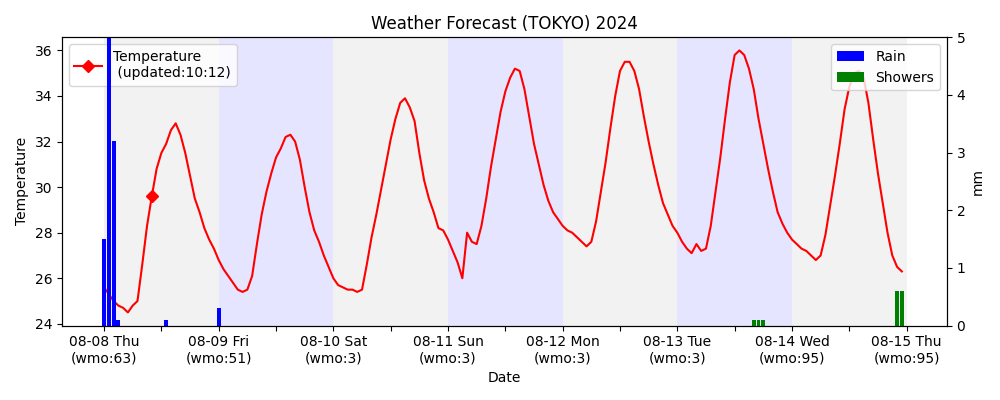 Weather Forecast (TOKYO) 2024
Temperature
(updated:10:12)
Rain
Showers
Temperature
36
34
32
30
28
26
24
5
4
3
2
1
0
mm
08-08 Thu
(wmo:63)
08-09 Fri
(wmo:51)
08-10 Sat
(wmo:3)
08-11 Sun
(wmo:3)
08-12 Mon
(wmo:3)
08-13 Tue
(wmo:3)
08-14 Wed
(wmo:95)
08-15 Thu
(wmo:95)
Date